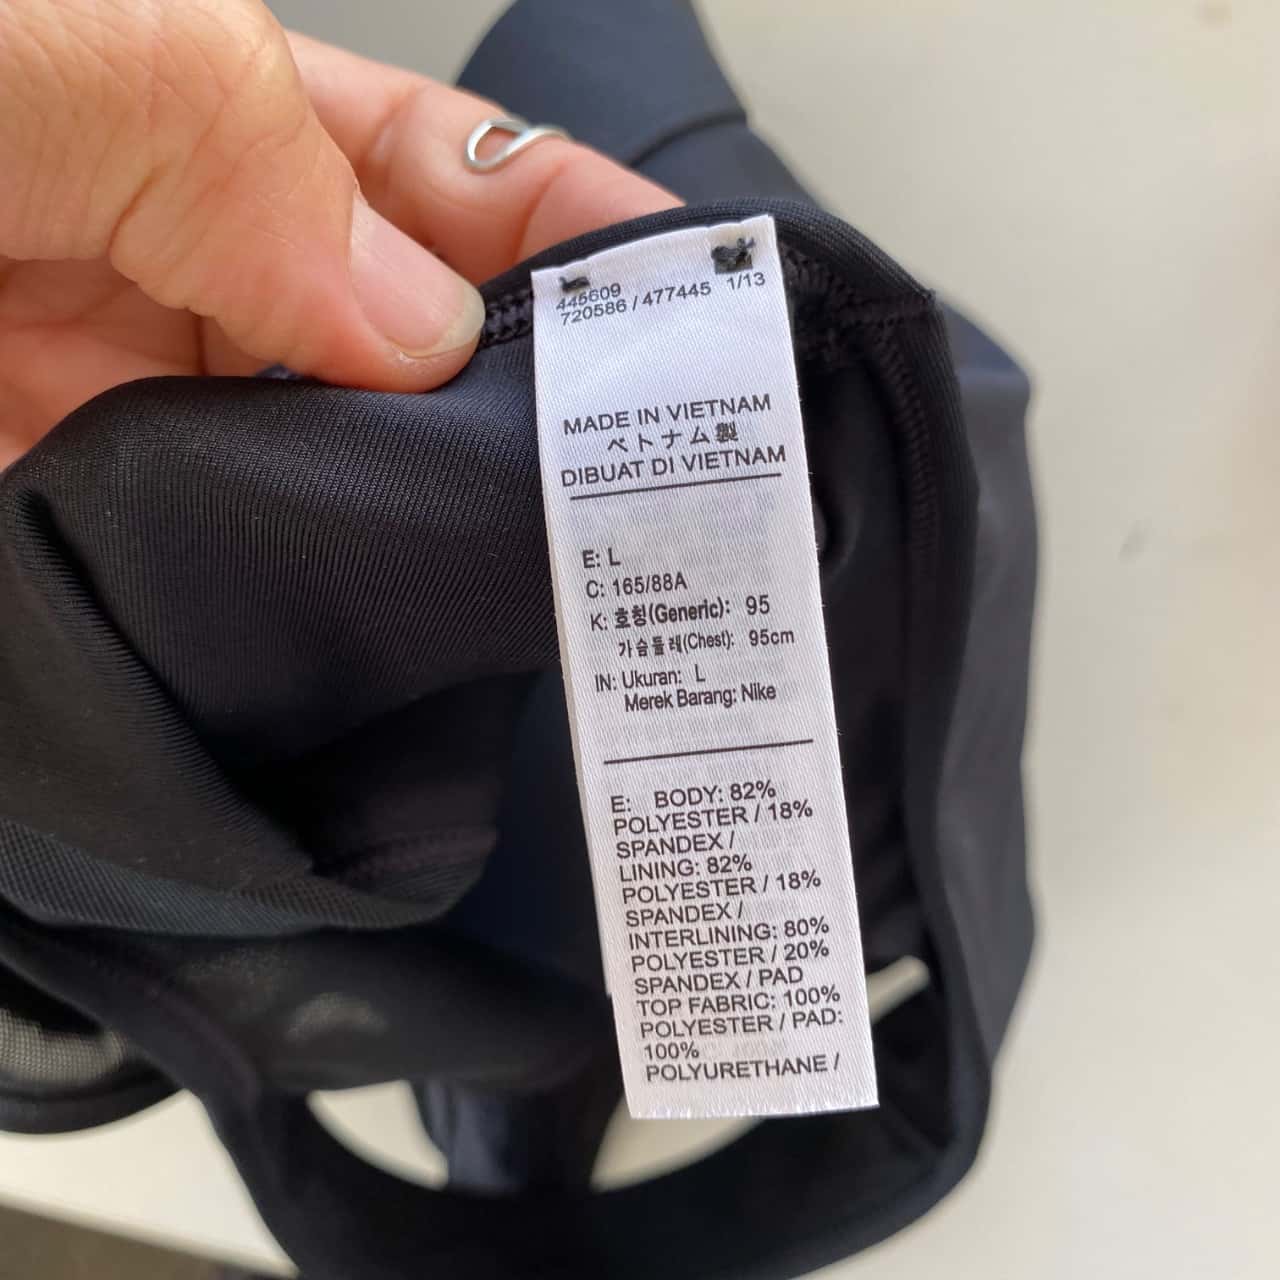 445609
720586 / 477445 1/13
MADE IN VIETNAM
ベトナム製
DIBUAT DI VIETNAM
E: L
C: 165/88A
K: 호칭(Generic): 95
가슴둘레(Chest): 95cm
IN: Ukuran: L
Merek Barang: Nike
E: BODY: 82%
POLYESTER / 18%
SPANDEX /
LINING: 82%
POLYESTER / 18%
SPANDEX /
INTERLINING: 80%
POLYESTER / 20%
SPANDEX / PAD
TOP FABRIC: 100%
POLYESTER / PAD:
100%
POLYURETHANE /